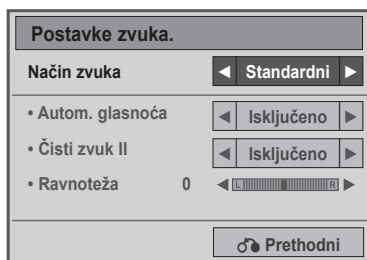 Postavke zvuka.
Način zvuka ◄ Standardni ►
• Autom. glasnoća ◄ Isključeno ►
• Čisti zvuk II ◄ Isključeno ►
• Ravnoteža 0 ◄ L R ►
Prethodni